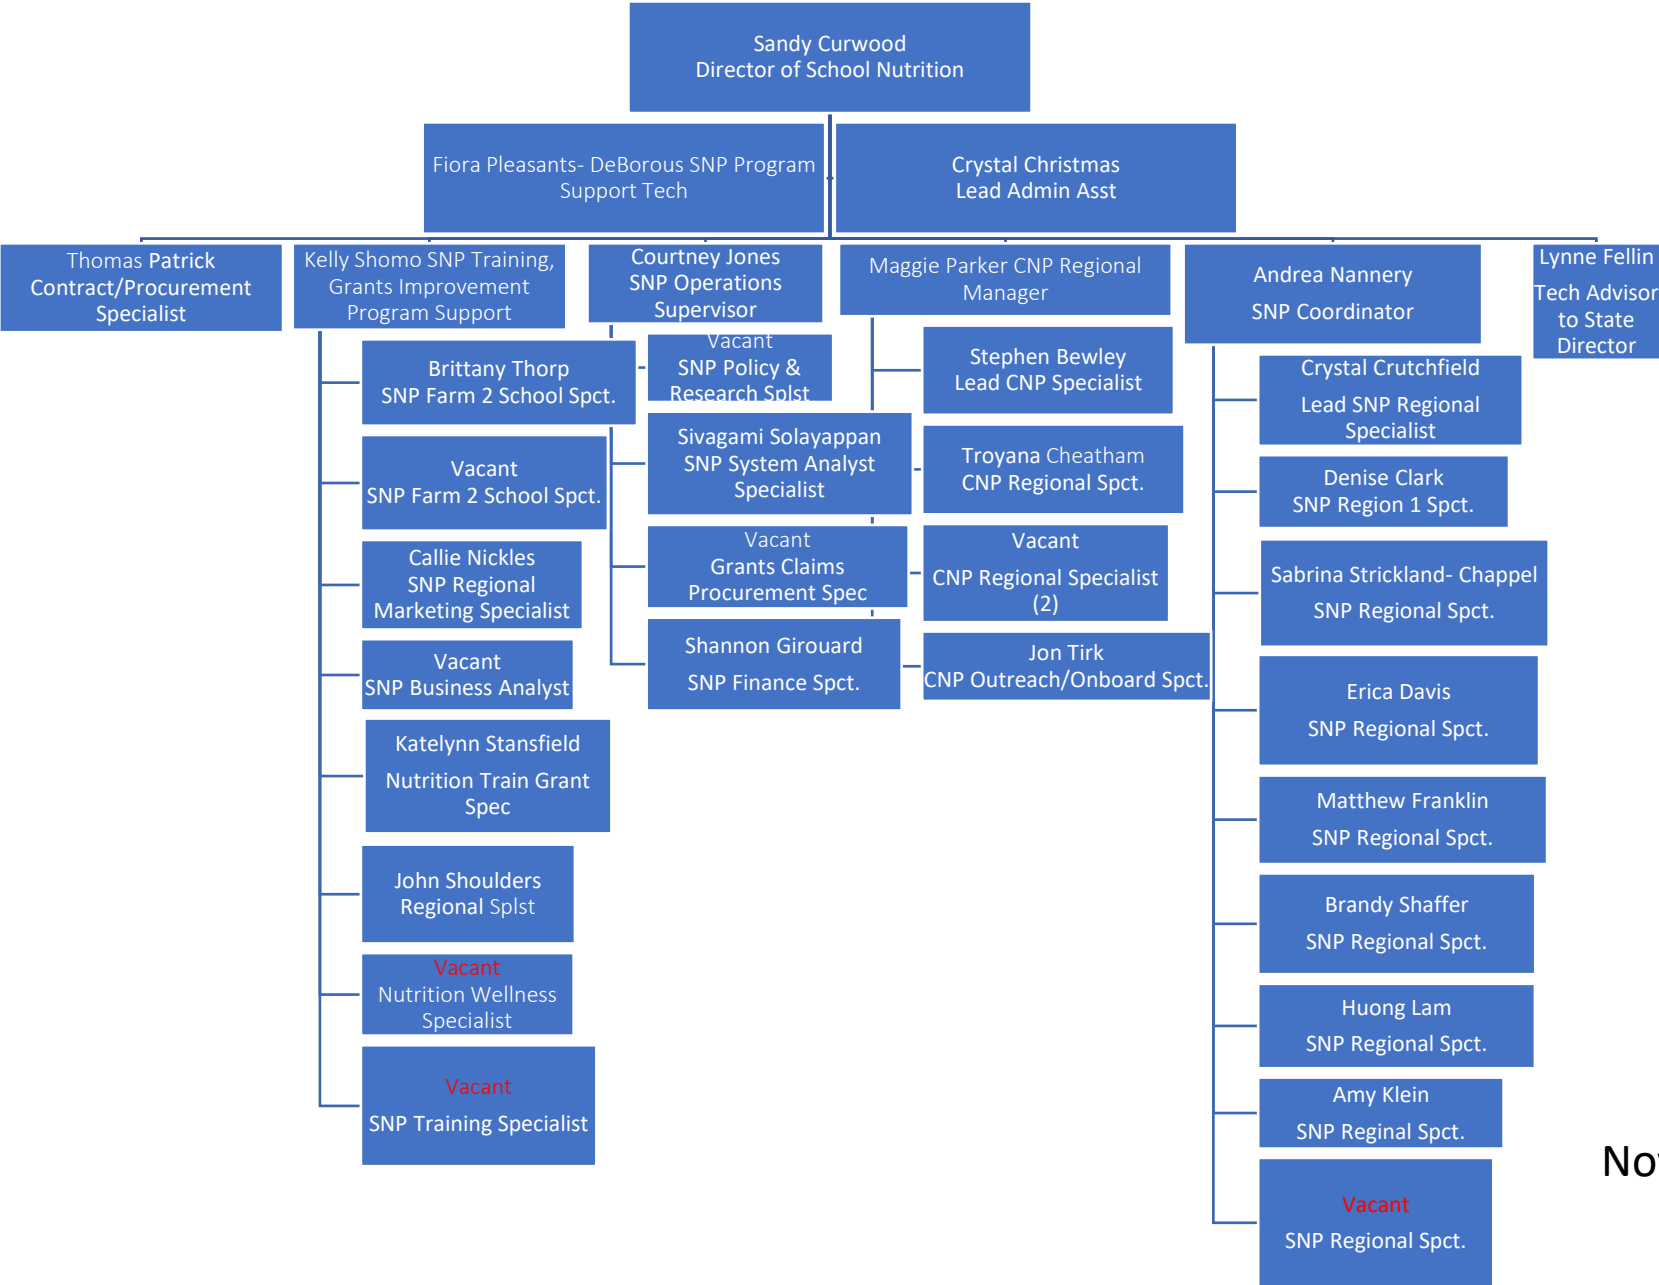 Sandy Curwood
Director of School Nutrition
Fiora Pleasants- DeBorous SNP Program
Support Tech
Crystal Christmas
Lead Admin Asst
Thomas Patrick
Contract/Procurement
Specialist
Kelly Shomo SNP Training,
Grants Improvement
Program Support
Courtney Jones
SNP Operations
Supervisor
Maggie Parker CNP Regional
Manager
Andrea Nannery
SNP Coordinator
Lynne Fellin
Tech Advisor
to State
Director
Brittany Thorp
SNP Farm 2 School Spct.
Vacant
SNP Farm 2 School Spct.
Callie Nickles
SNP Regional
Marketing Specialist
Vacant
SNP Business Analyst
Katelynn Stansfield
Nutrition Train Grant
Spec
John Shoulders
Regional Splst
Vacant
Nutrition Wellness
Specialist
Vacant
SNP Training Specialist
Vacant
SNP Policy &
Research Splst
Sivagami Solayappan
SNP System Analyst
Specialist
Vacant
Grants Claims
Procurement Spec
Shannon Girouard
SNP Finance Spct.
Stephen Bewley
Lead CNP Specialist
Troyana Cheatham
CNP Regional Spct.
Vacant
CNP Regional Specialist
(2)
Jon Tirk
CNP Outreach/Onboard Spct.
Crystal Crutchfield
Lead SNP Regional
Specialist
Denise Clark
SNP Region 1 Spct.
Sabrina Strickland- Chappel
SNP Regional Spct.
Erica Davis
SNP Regional Spct.
Matthew Franklin
SNP Regional Spct.
Brandy Shaffer
SNP Regional Spct.
Huong Lam
SNP Regional Spct.
Amy Klein
SNP Reginal Spct.
Vacant
SNP Regional Spct.